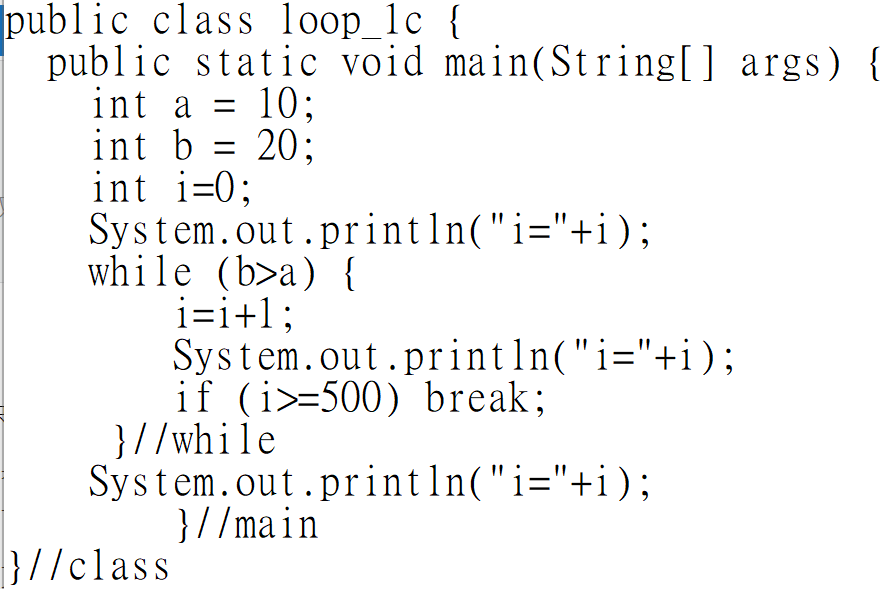 public class loop_1c {
public static void main(String[] args) {
int a = 10;
int b = 20;
int i=0;
System.out.println("i="+i);
while (b>a) {
i=i+1;
System.out.println("i="+i);
if (i>=500) break;
}//while
System.out.println("i="+i);
}//main
}//class